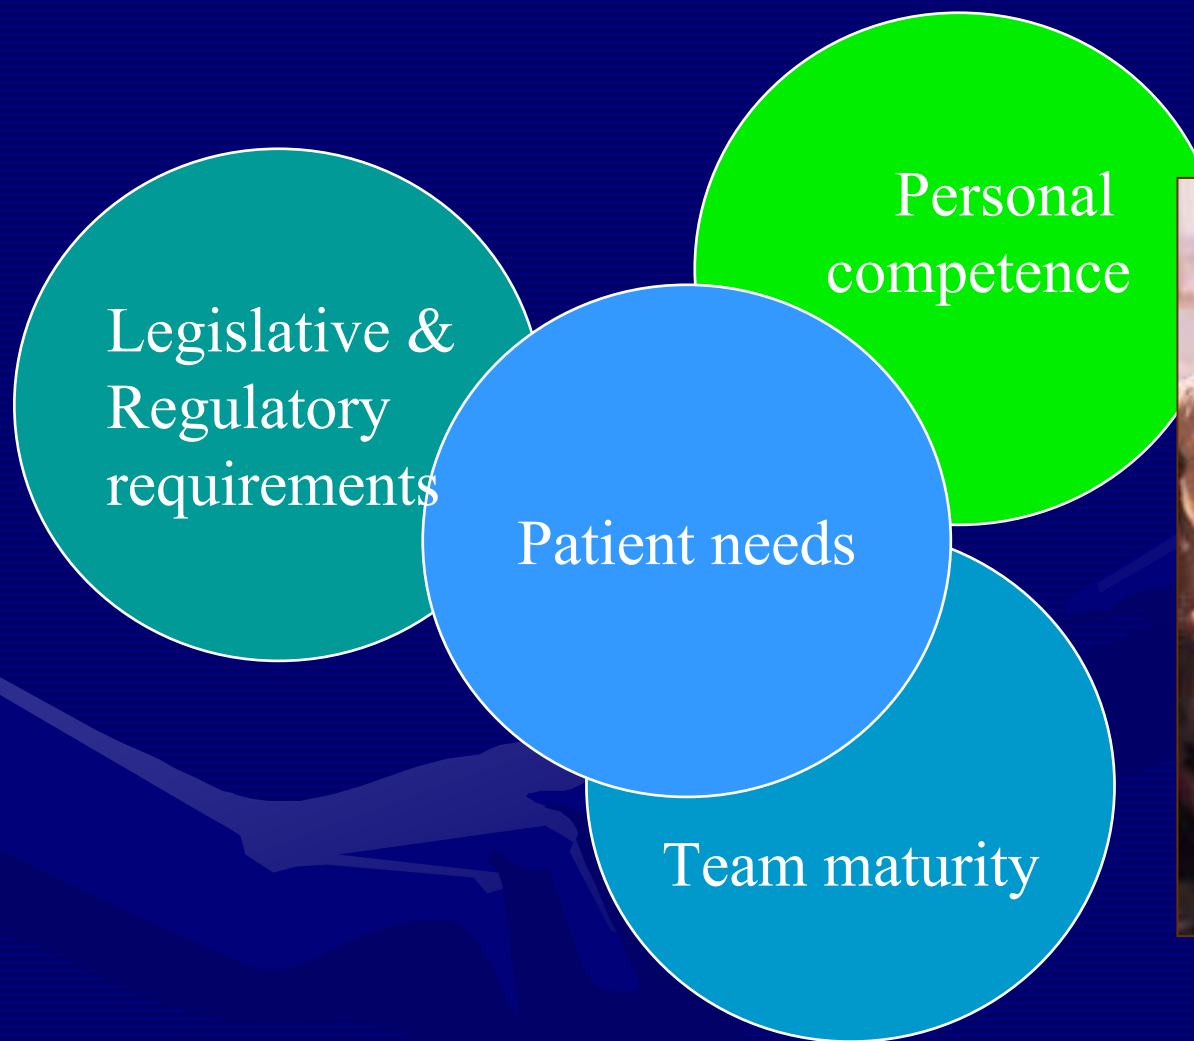 Personal
competence
Legislative &
Regulatory
requirements
Patient needs
Team maturity